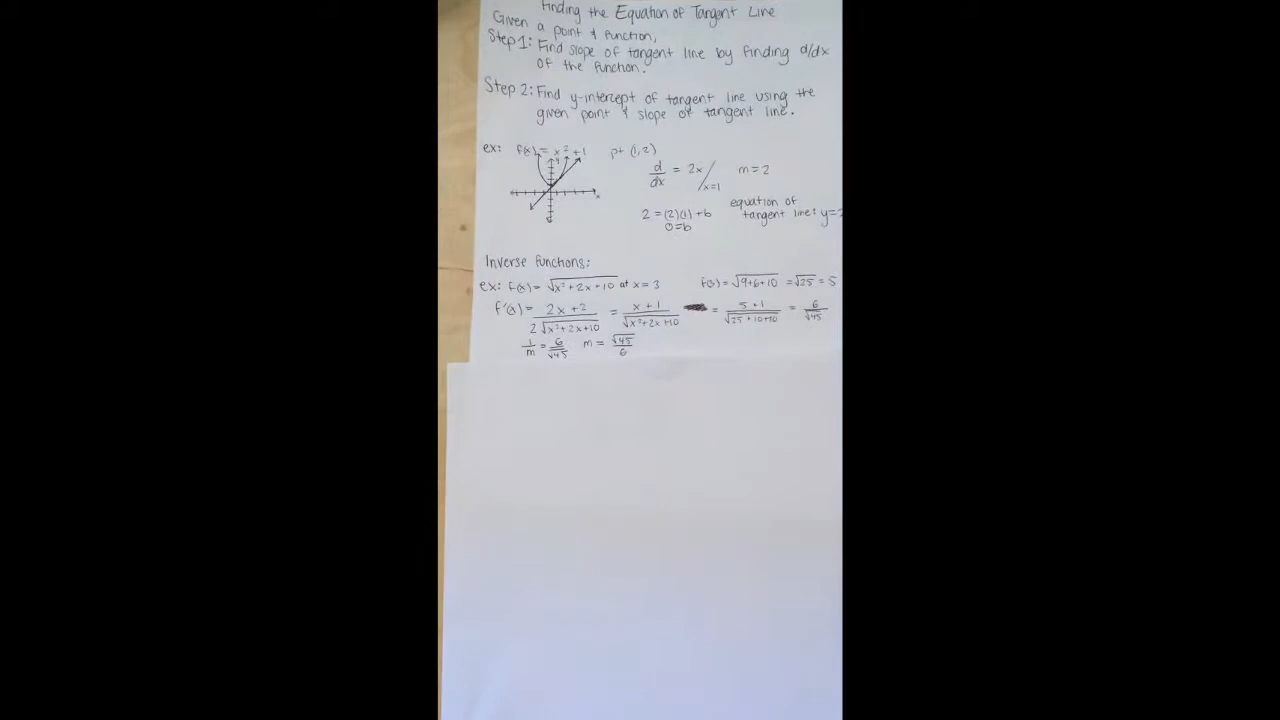 Finding the Equation of Tangent Line
Given a point & function,
Step 1: Find slope of tangent line by finding d/dx
of the function.
Step 2: Find y-intercept of tangent line using the
given point & slope of tangent line.
ex: f(x) = x² + 1 pt (1,2)
d/dx = 2x / x=1 m = 2
y
x
equation of
2 = (2)(1) + b tangent line: y=2
0 = b
Inverse functions:
ex: f(x) = √(x² + 2x + 10) at x = 3 f(3) = √(9+6+10) = √25 = 5
f'(x) = (2x + 2)/(2√(x² + 2x + 10)) = (x + 1)/√(x² + 2x + 10) = (5 + 1)/√(25 + 10 + 10) = 6/√45
1/m = 6/√45 m = √45/6